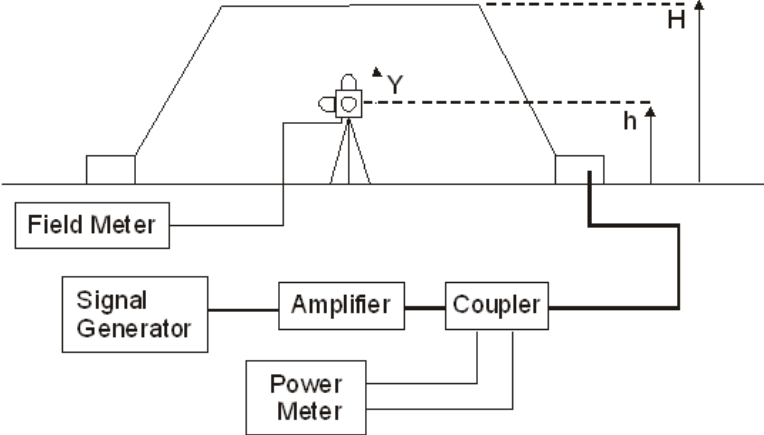 H
Y
h
Field Meter
Signal
Generator
Amplifier
Coupler
Power
Meter